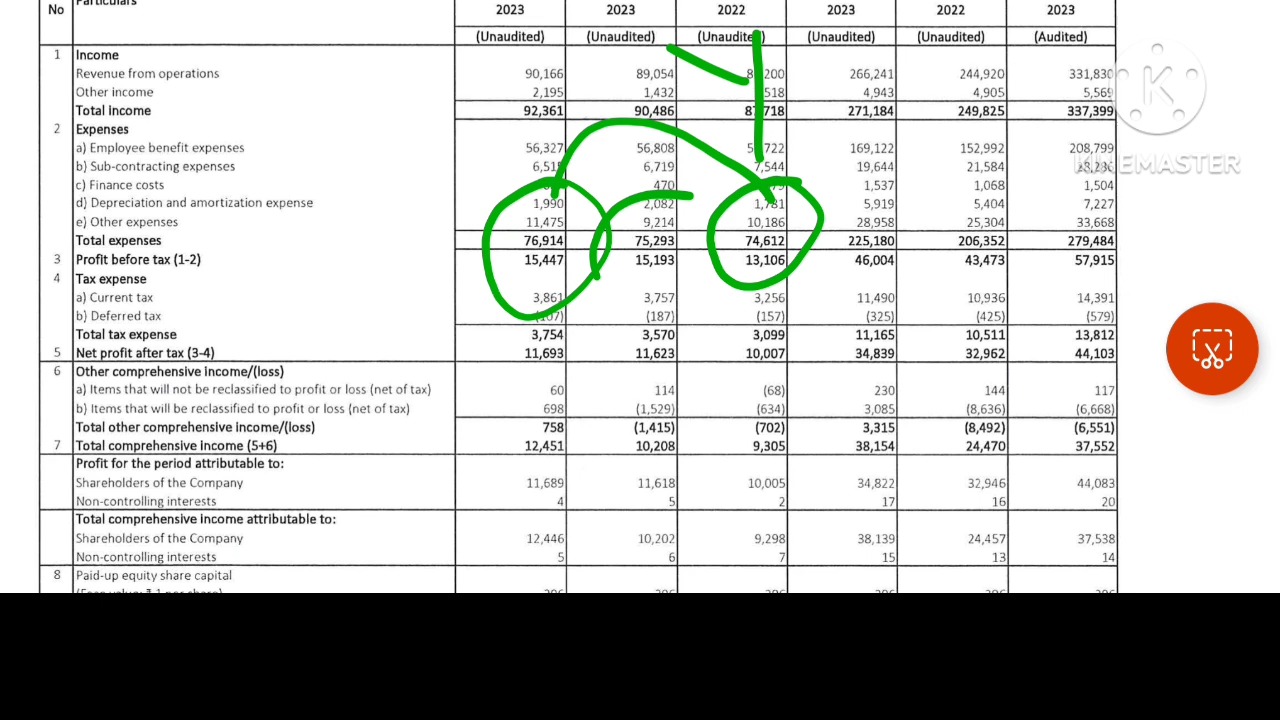 No Particulars 2023 2023 2022 2023 2022 2023
(Unaudited) (Unaudited) (Unaudited) (Unaudited) (Unaudited) (Audited)
1 Income
Revenue from operations 90,166 89,054 200 266,241 244,920 331,830
Other income 2,195 1,432 518 4,943 4,905 5,569
Total income 92,361 90,486 87,718 271,184 249,825 337,399
2 Expenses
a) Employee benefit expenses 56,327 56,808 722 169,122 152,992 208,799
b) Sub-contracting expenses 6,719 7,544 19,644 21,584
c) Finance costs 470 1,537 1,068 1,504
d) Depreciation and amortization expense 1,990 2,082 1,781 5,919 5,404 7,227
e) Other expenses 11,475 9,214 10,186 28,958 25,304 33,668
Total expenses 76,914 75,293 74,612 225,180 206,352 279,484
3 Profit before tax (1-2) 15,447 15,193 13,106 46,004 43,473 57,915
4 Tax expense
a) Current tax 3,861 3,757 3,256 11,490 10,936 14,391
b) Deferred tax (107) (187) (157) (325) (425) (579)
Total tax expense 3,754 3,570 3,099 11,165 10,511 13,812
5 Net profit after tax (3-4) 11,693 11,623 10,007 34,839 32,962 44,103
6 Other comprehensive income/(loss)
a) Items that will not be reclassified to profit or loss (net of tax) 60 114 (68) 230 144 117
b) Items that will be reclassified to profit or loss (net of tax) 698 (1,529) (634) 3,085 (8,636) (6,668)
Total other comprehensive income/(loss) 758 (1,415) (702) 3,315 (8,492) (6,551)
7 Total comprehensive income (5+6) 12,451 10,208 9,305 38,154 24,470 37,552
Profit for the period attributable to:
Shareholders of the Company 11,689 11,618 10,005 34,822 32,946 44,083
Non-controlling interests 4 5 2 17 16 20
Total comprehensive income attributable to:
Shareholders of the Company 12,446 10,202 9,298 38,139 24,457 37,538
Non-controlling interests 5 6 7 15 13 14
8 Paid-up equity share capital
K
KINEMASTER